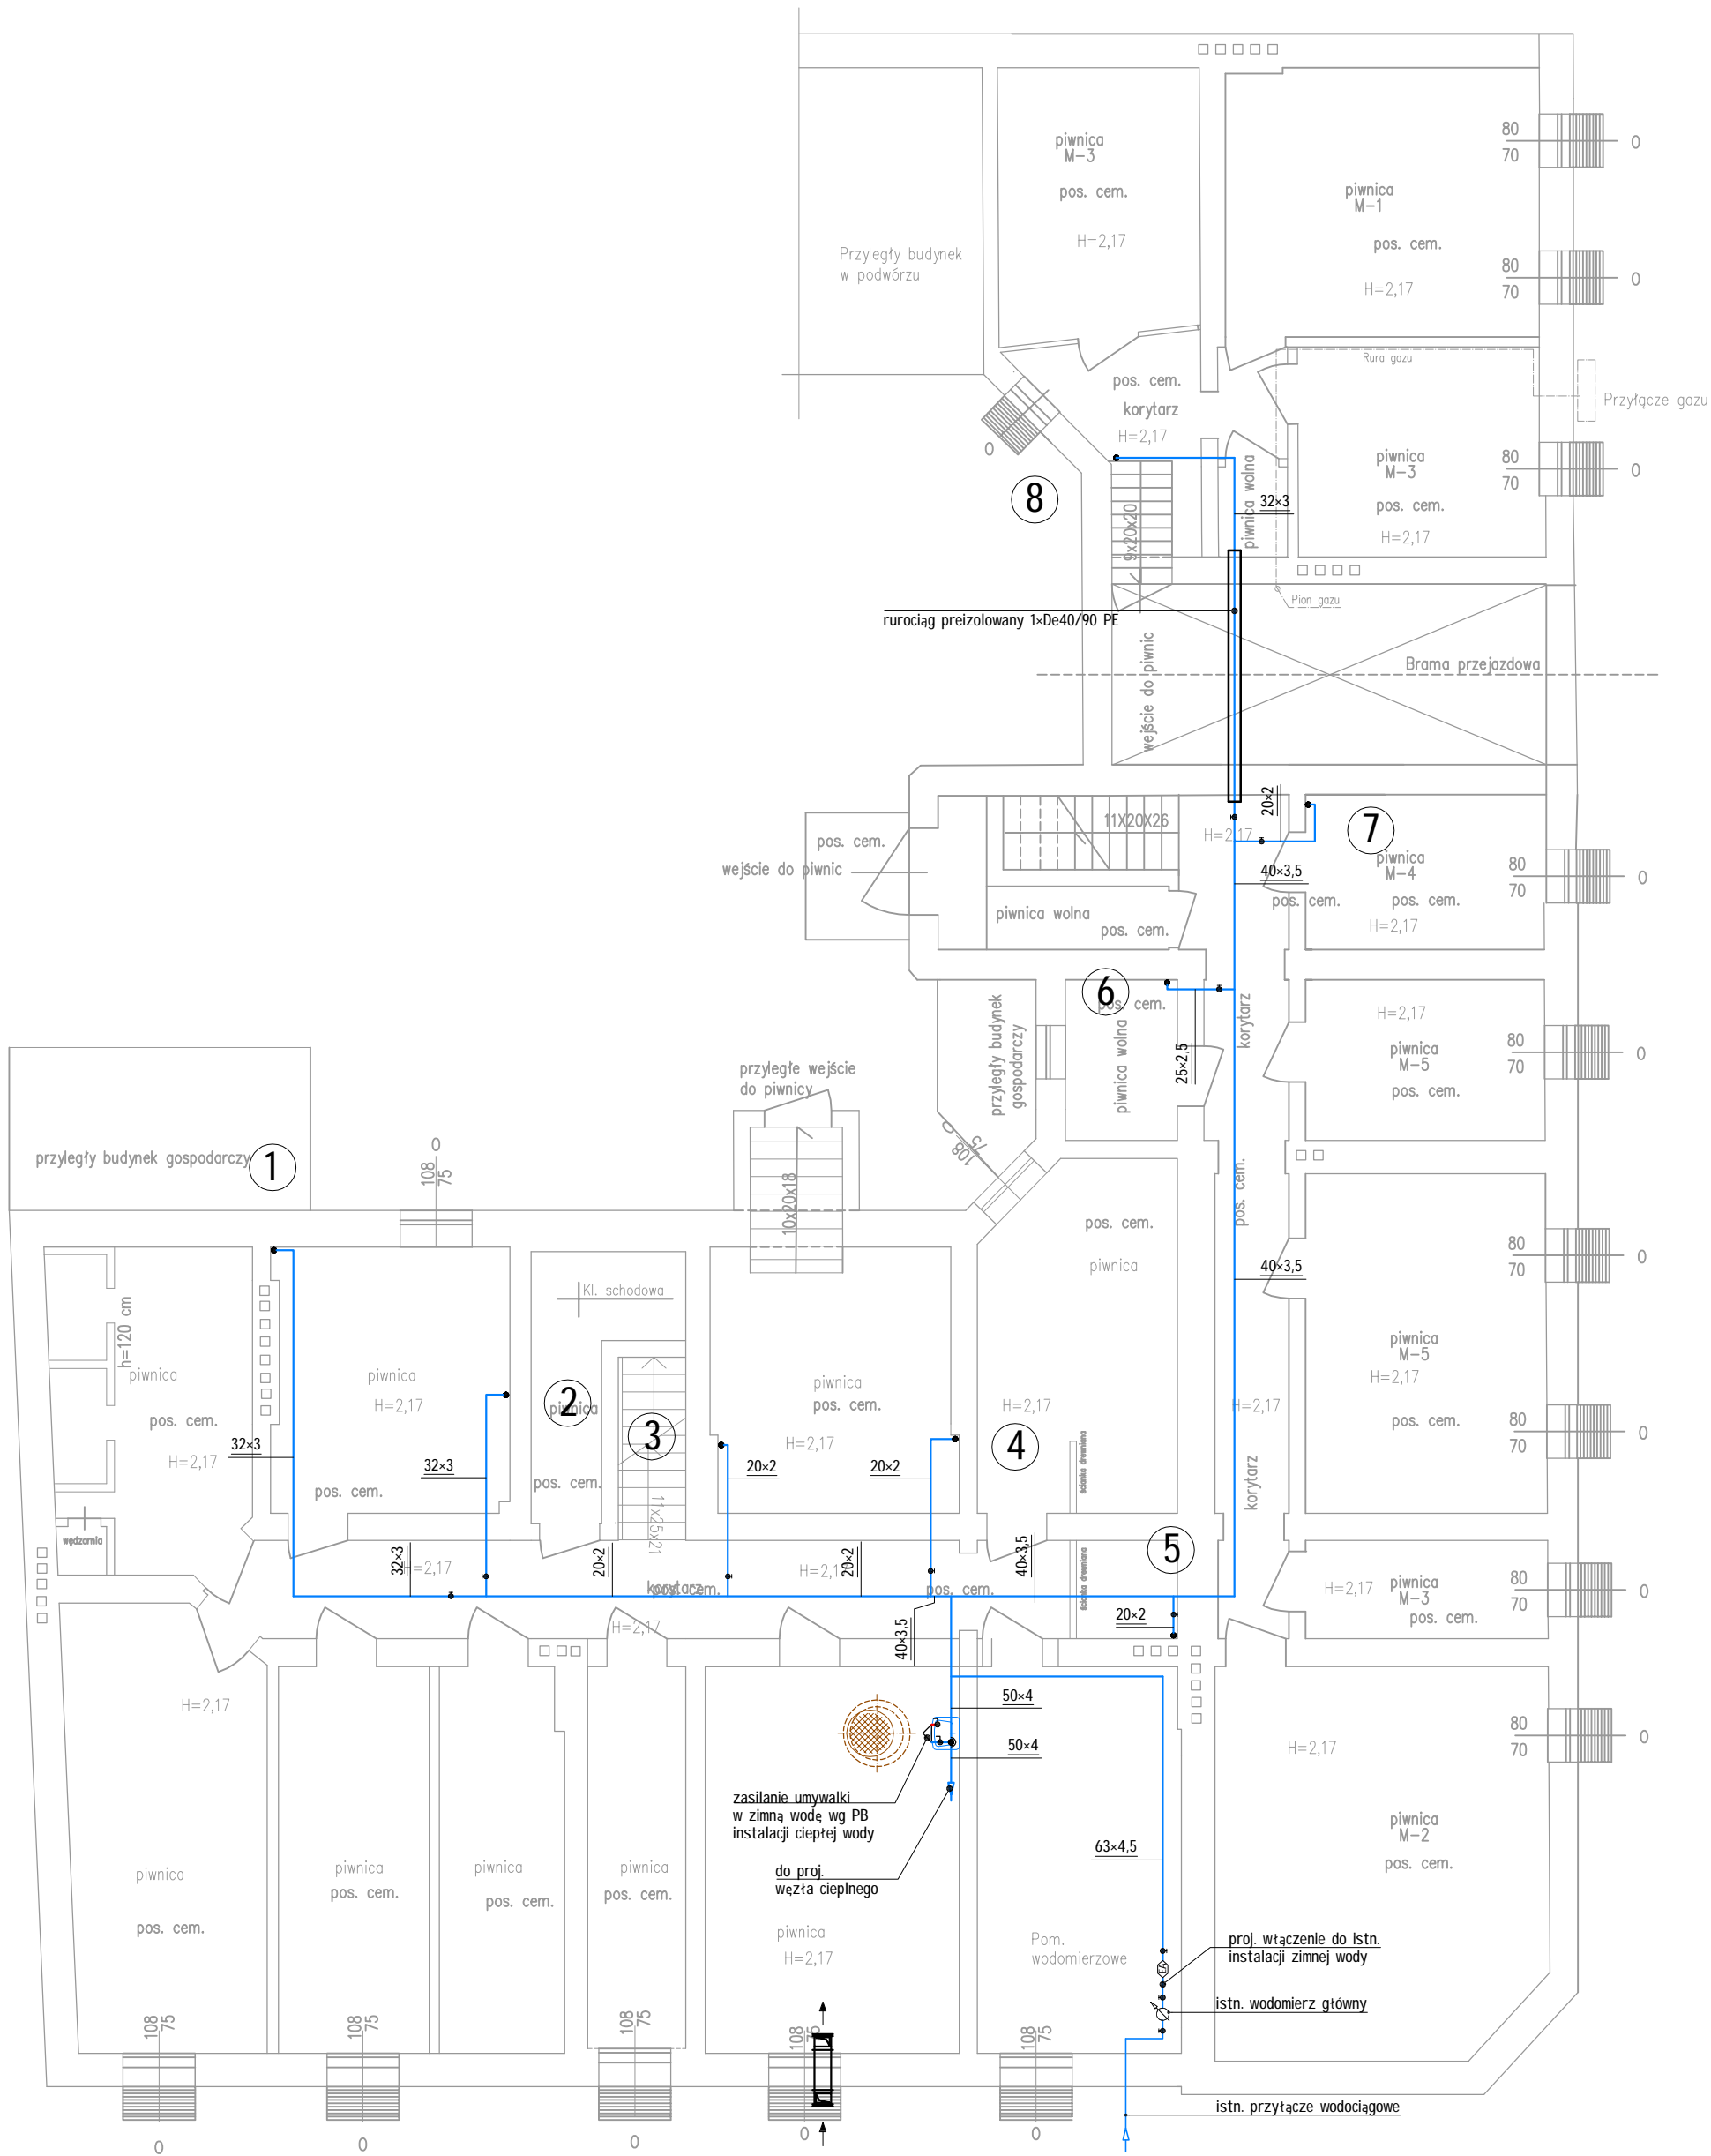 piwnica
M-3
pos. cem.
H=2,17
Przyległy budynek
w podwórzu
piwnica
M-1
pos. cem.
H=2,17
80
70
0
80
70
0
Rura gazu
Przyłącze gazu
pos. cem.
korytarz
H=2,17
0
8
piwnica wolna
32×3
piwnica
M-3
pos. cem.
H=2,17
80
70
0
9x20x20
Pion gazu
rurociąg preizolowany 1×De40/90 PE
wejście do piwnic
Brama przejazdowa
20×2
7
11X20X26
H=2,17
pos. cem.
wejście do piwnic
piwnica
M-4
pos. cem.
H=2,17
80
70
0
40×3,5
pos. cem.
piwnica wolna
pos. cem.
6
pos. cem.
piwnica wolna
przyległy budynek
gospodarczy
25×2,5
korytarz
H=2,17
piwnica
M-5
pos. cem.
80
70
0
przyległe wejście
do piwnicy
108
75
0
przyległy budynek gospodarczy
1
0
108
75
10x20x18
pos. cem.
pos. cem.
piwnica
40×3,5
80
70
0
Kl. schodowa
h=120 cm
piwnica
pos. cem.
H=2,17
piwnica
H=2,17
pos. cem.
32×3
32×3
2
piwnica
pos. cem.
3
11x25x21
piwnica
pos. cem.
H=2,17
20×2
20×2
H=2,17
4
ścianka drewniana
H=2,17
korytarz
piwnica
M-5
H=2,17
pos. cem.
80
70
0
wędzarnia
32×3
H=2,17
20×2
korytarz
pos. cem.
H=2,17
20×2
pos. cem.
40×3,5
ścianka drewniana
5
20×2
H=2,17
piwnica
M-3
pos. cem.
80
70
0
H=2,17
40×3,5
H=2,17
50×4
50×4
H=2,17
80
70
0
zasilanie umywalki
w zimną wodę wg PB
instalacji ciepłej wody
do proj.
węzła cieplnego
63×4,5
piwnica
M-2
pos. cem.
piwnica
pos. cem.
piwnica
pos. cem.
piwnica
pos. cem.
piwnica
pos. cem.
piwnica
H=2,17
Pom.
wodomierzowe
EA
proj. włączenie do istn.
instalacji zimnej wody
istn. wodomierz główny
istn. przyłącze wodociągowe
108
75
0
108
75
0
108
75
0
108
75
0
108
75
0